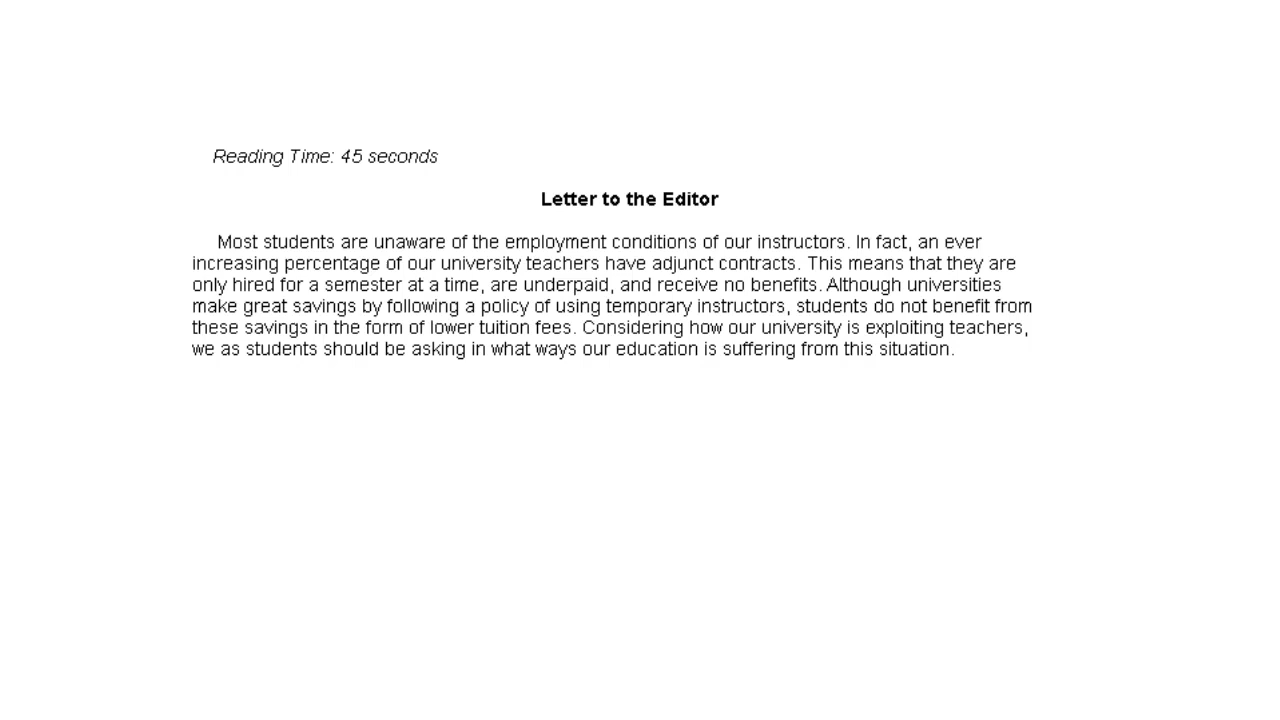 Reading Time: 45 seconds
Letter to the Editor
Most students are unaware of the employment conditions of our instructors. In fact, an ever
increasing percentage of our university teachers have adjunct contracts. This means that they are
only hired for a semester at a time, are underpaid, and receive no benefits. Although universities
make great savings by following a policy of using temporary instructors, students do not benefit from
these savings in the form of lower tuition fees. Considering how our university is exploiting teachers,
we as students should be asking in what ways our education is suffering from this situation.